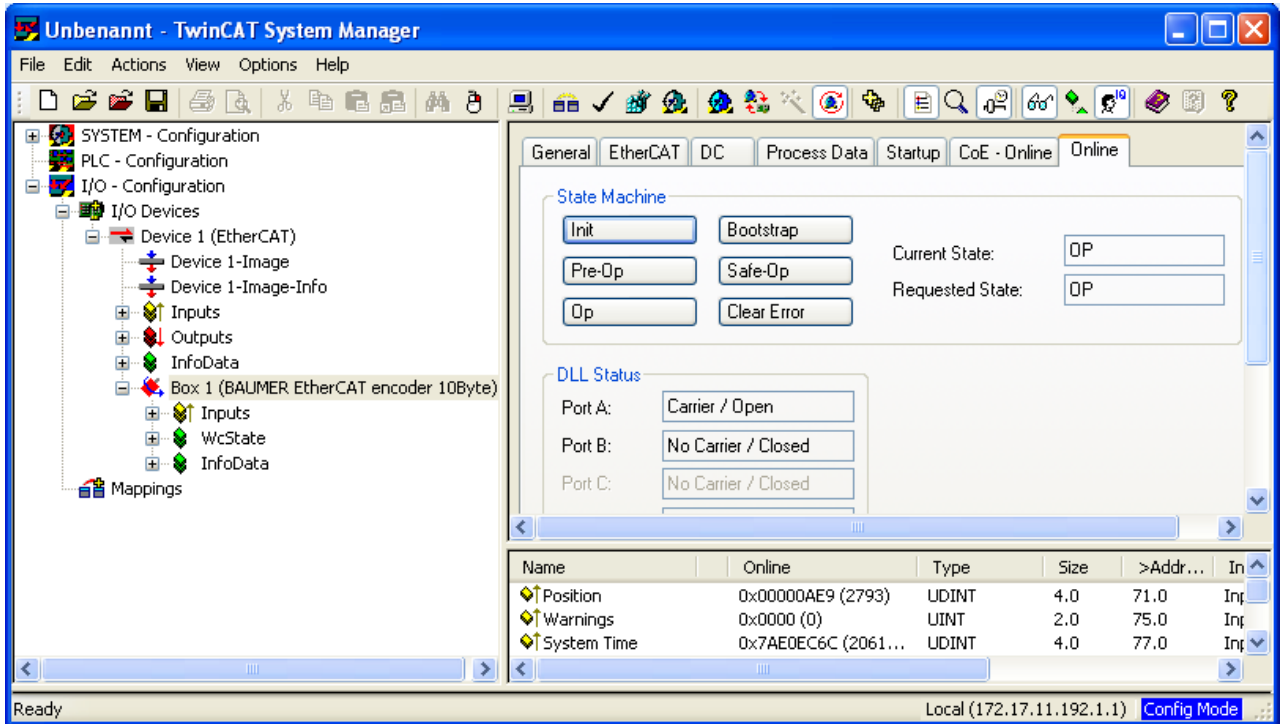 Unbenannt - TwinCAT System Manager
File Edit Actions View Options Help
SYSTEM - Configuration
PLC - Configuration
I/O - Configuration
I/O Devices
Device 1 (EtherCAT)
Device 1-Image
Device 1-Image-Info
Inputs
Outputs
InfoData
Box 1 (BAUMER EtherCAT encoder 10Byte)
Inputs
WcState
InfoData
Mappings
General EtherCAT DC Process Data Startup CoE - Online Online
State Machine
Init Bootstrap
Pre-Op Safe-Op
Op Clear Error
Current State: OP
Requested State: OP
DLL Status
Port A: Carrier / Open
Port B: No Carrier / Closed
Port C: No Carrier / Closed
Name Online Type Size >Addr... In
Position 0x00000AE9 (2793) UDINT 4.0 71.0 Inp
Warnings 0x0000 (0) UINT 2.0 75.0 Inp
System Time 0x7AE0EC6C (2061... UDINT 4.0 77.0 Inp
Ready Local (172.17.11.192.1.1) Config Mode